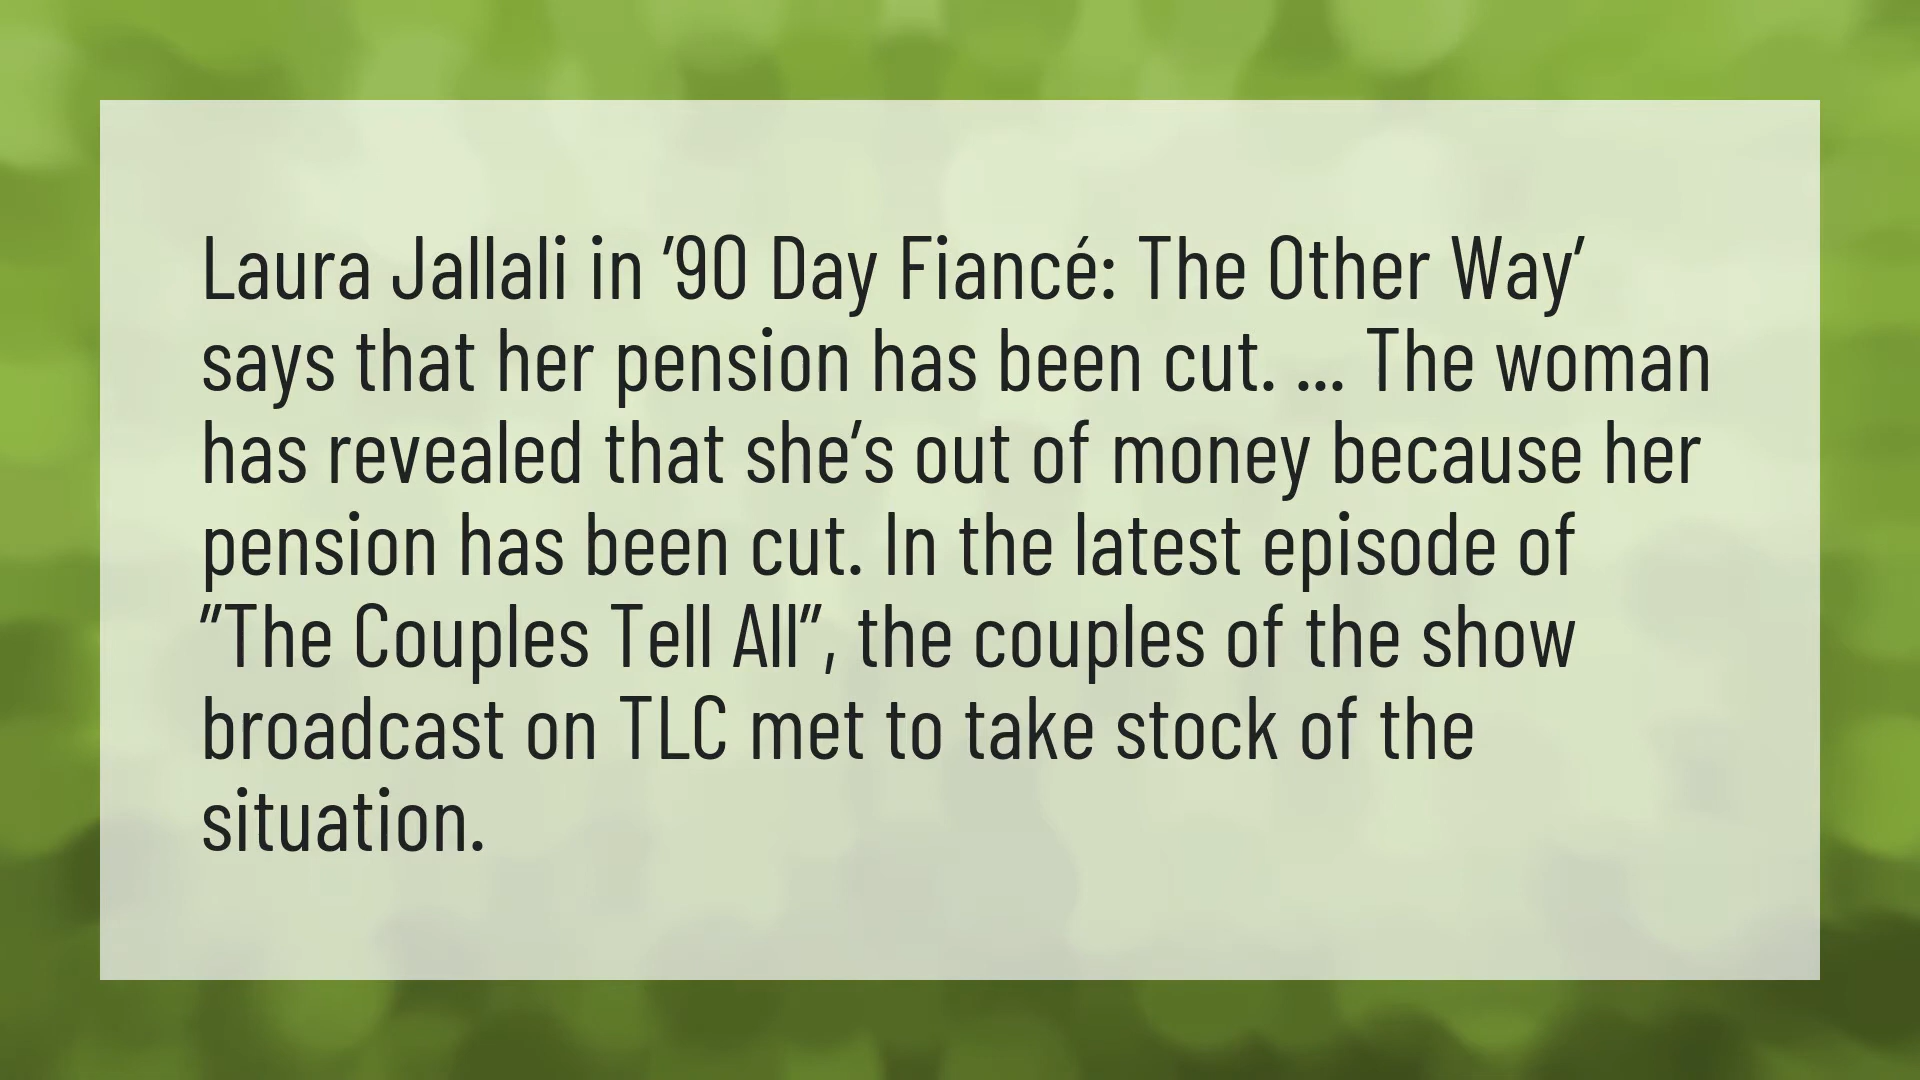 Laura Jallali in '90 Day Fiancé: The Other Way'
says that her pension has been cut. ... The woman
has revealed that she's out of money because her
pension has been cut. In the latest episode of
"The Couples Tell All", the couples of the show
broadcast on TLC met to take stock of the
situation.